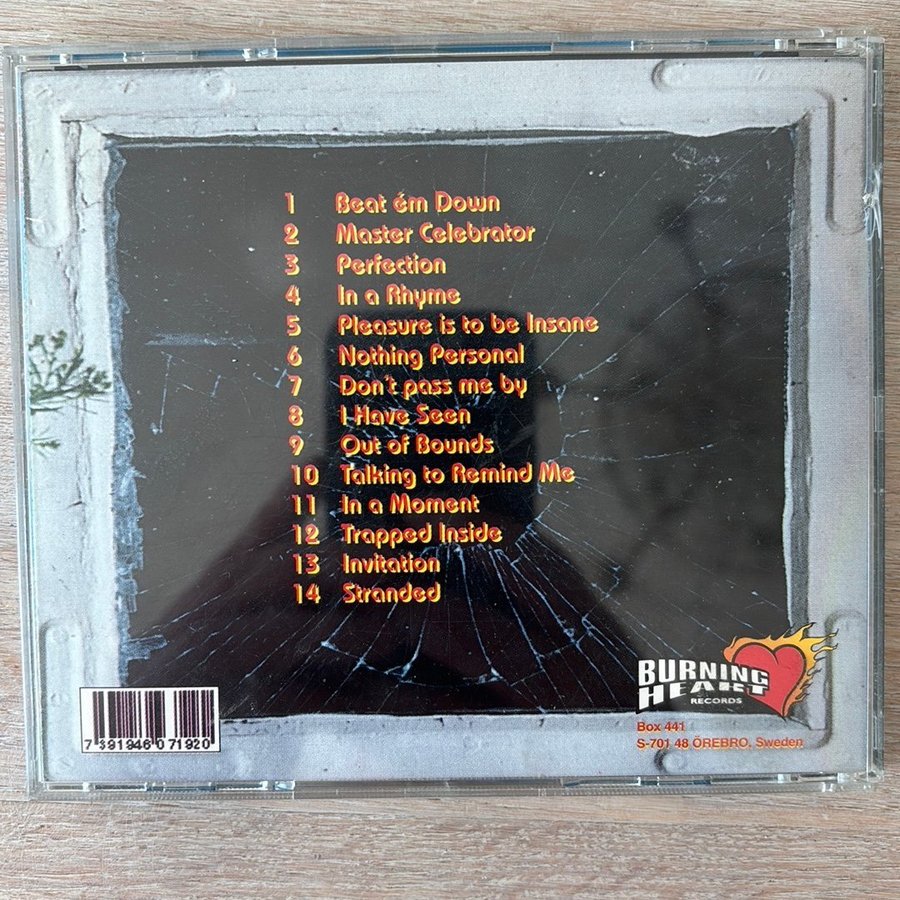 1 Beat ém Down
2 Master Celebrator
3 Perfection
4 In a Rhyme
5 Pleasure is to be Insane
6 Nothing Personal
7 Don't pass me by
8 I Have Seen
9 Out of Bounds
10 Talking to Remind Me
11 In a Moment
12 Trapped Inside
13 Invitation
14 Stranded
BURNING
HEART
RECORDS
Box 441
S-701 48 ÖREBRO, Sweden
7 391946 071920